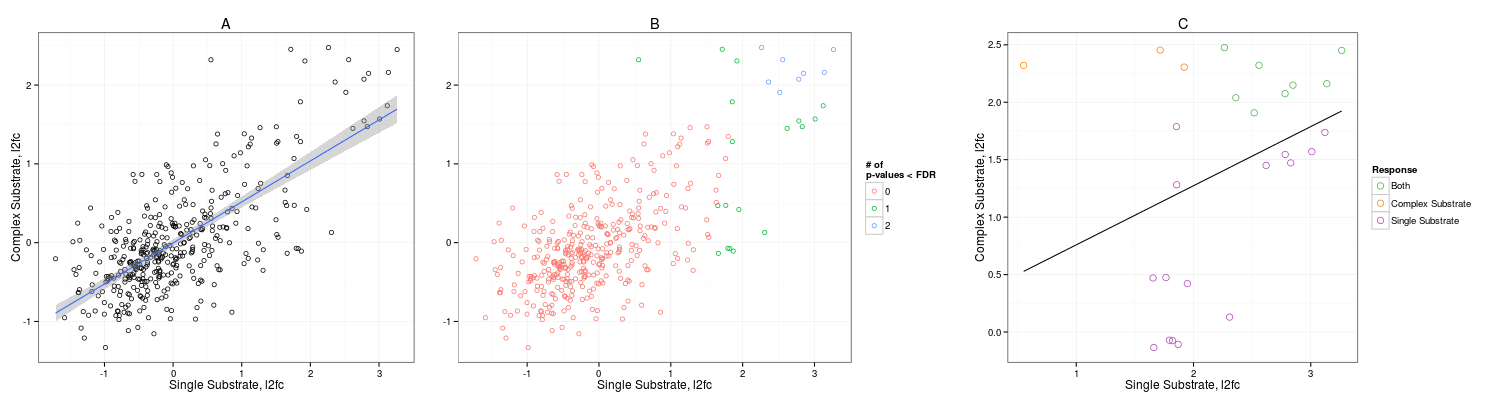 A
Complex Substrate, l2fc
2
1
0
-1
-1
0
1
2
3
Single Substrate, l2fc
B
2
1
0
-1
-1
0
1
2
3
Single Substrate, l2fc
# of
p-values < FDR
0
1
2
C
Complex Substrate, l2fc
2.5
2.0
1.5
1.0
0.5
0.0
1
2
3
Single Substrate, l2fc
Response
Both
Complex Substrate
Single Substrate